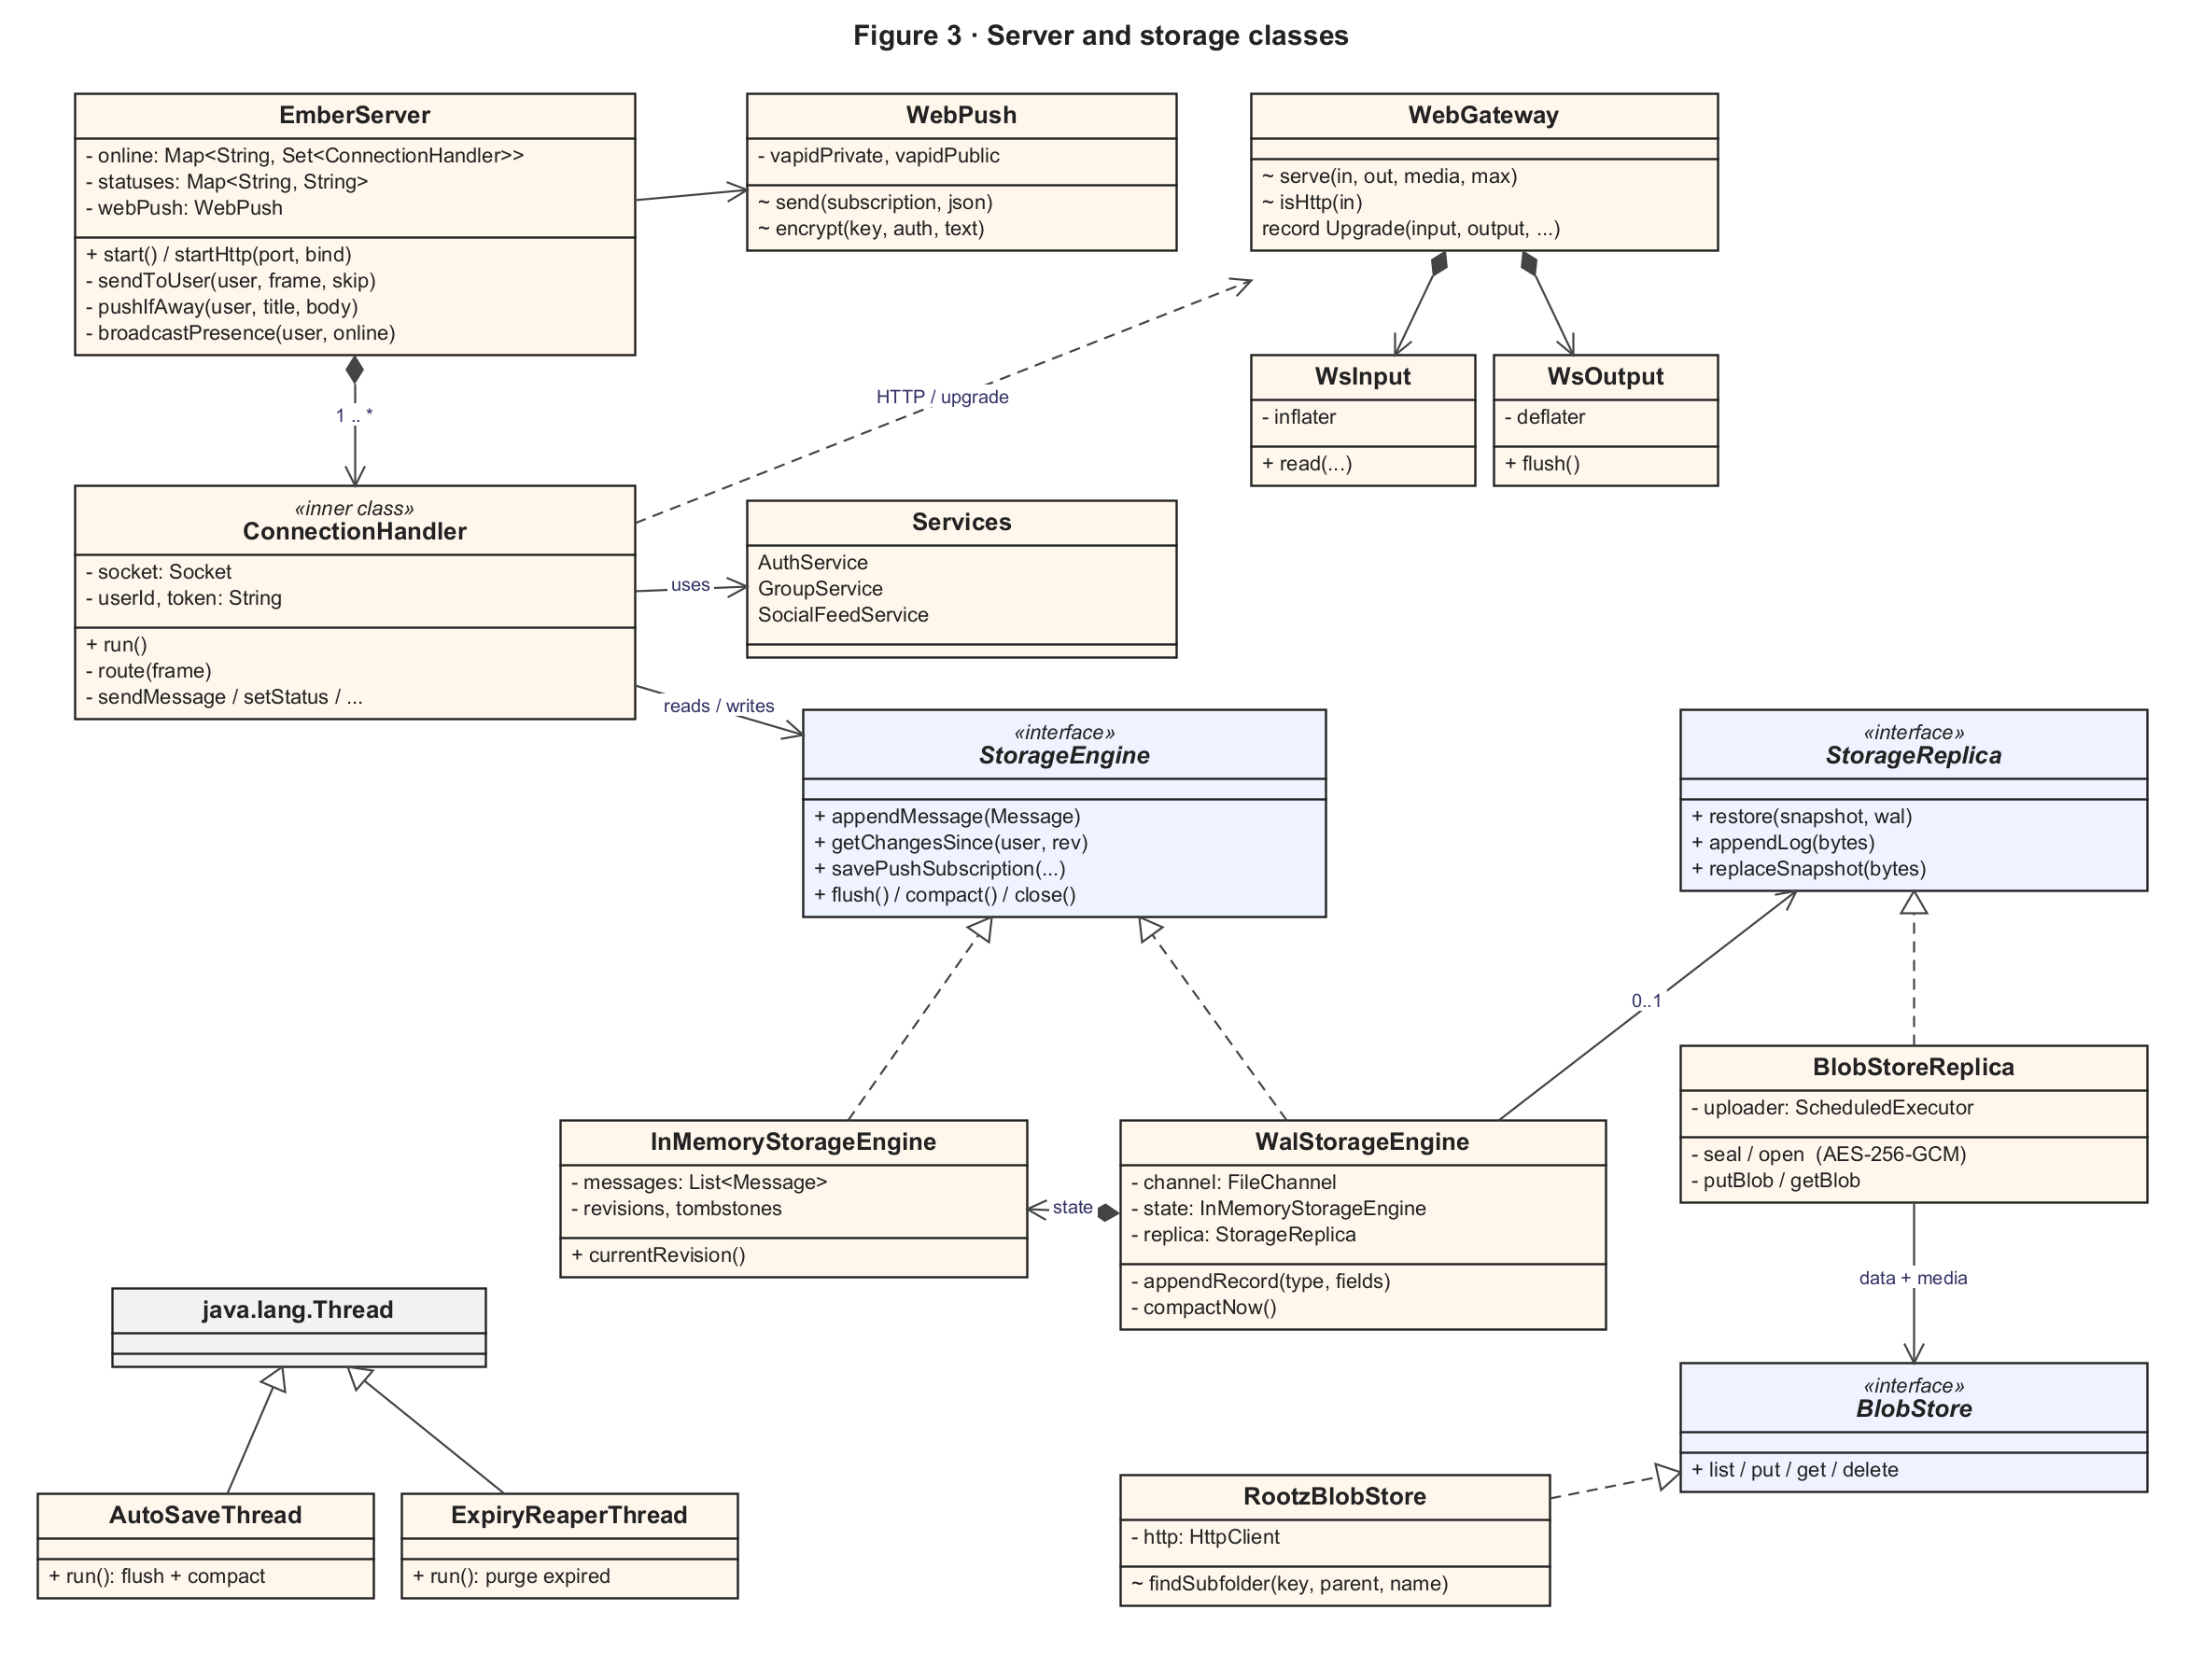 Figure 3 · Server and storage classes
EmberServer
- online: Map<String, Set<ConnectionHandler>>
- statuses: Map<String, String>
- webPush: WebPush
+ start() / startHttp(port, bind)
- sendToUser(user, frame, skip)
- pushIfAway(user, title, body)
- broadcastPresence(user, online)
WebPush
- vapidPrivate, vapidPublic
~ send(subscription, json)
~ encrypt(key, auth, text)
WebGateway
~ serve(in, out, media, max)
~ isHttp(in)
record Upgrade(input, output, ...)
WsInput
- inflater
+ read(...)
WsOutput
- deflater
+ flush()
1 .. *
HTTP / upgrade
«inner class»
ConnectionHandler
- socket: Socket
- userId, token: String
+ run()
- route(frame)
- sendMessage / setStatus / ...
uses
Services
AuthService
GroupService
SocialFeedService
reads / writes
«interface»
StorageEngine
+ appendMessage(Message)
+ getChangesSince(user, rev)
+ savePushSubscription(...)
+ flush() / compact() / close()
«interface»
StorageReplica
+ restore(snapshot, wal)
+ appendLog(bytes)
+ replaceSnapshot(bytes)
0..1
InMemoryStorageEngine
- messages: List<Message>
- revisions, tombstones
+ currentRevision()
state
WalStorageEngine
- channel: FileChannel
- state: InMemoryStorageEngine
- replica: StorageReplica
- appendRecord(type, fields)
- compactNow()
BlobStoreReplica
- uploader: ScheduledExecutor
- seal / open  (AES-256-GCM)
- putBlob / getBlob
data + media
java.lang.Thread
AutoSaveThread
+ run(): flush + compact
ExpiryReaperThread
+ run(): purge expired
«interface»
BlobStore
+ list / put / get / delete
RootzBlobStore
- http: HttpClient
~ findSubfolder(key, parent, name)